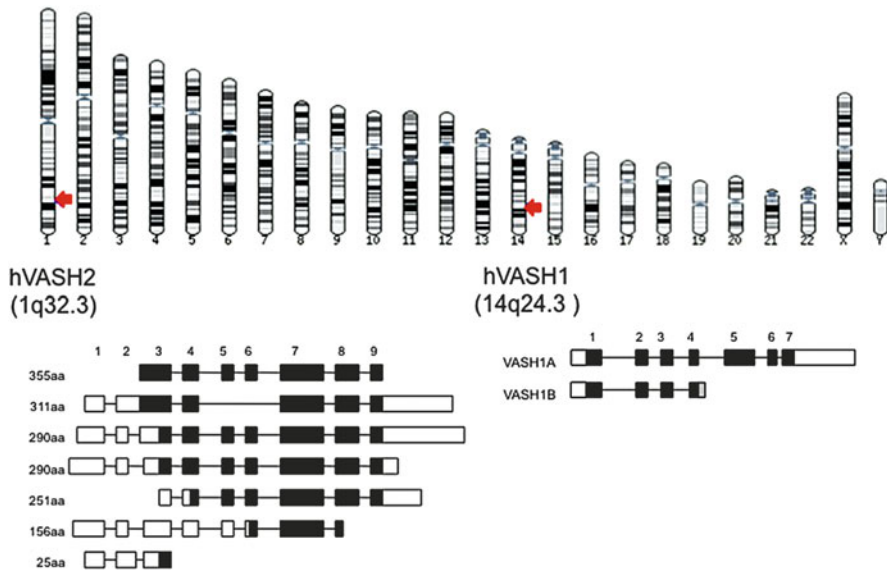 1 2 3 4 5 6 7 8 9 10 11 12 13 14 15 16 17 18 19 20 21 22 X Y
hVASH2
(1q32.3)
hVASH1
(14q24.3)
1 2 3 4 5 6 7 8 9
355aa
311aa
290aa
290aa
251aa
156aa
25aa
1 2 3 4 5 6 7
VASH1A
VASH1B